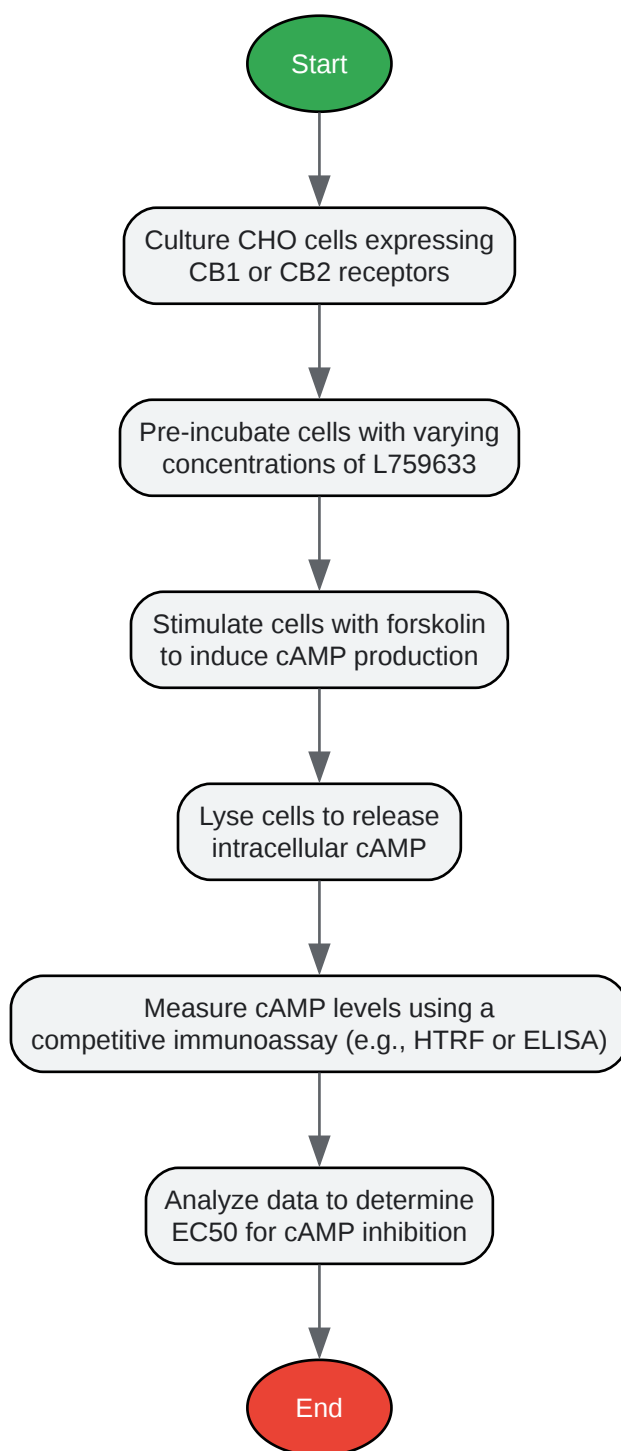 Start
Culture CHO cells expressing
CB1 or CB2 receptors
Pre-incubate cells with varying
concentrations of L759633
Stimulate cells with forskolin
to induce cAMP production
Lyse cells to release
intracellular cAMP
Measure cAMP levels using a
competitive immunoassay (e.g., HTRF or ELISA)
Analyze data to determine
EC50 for cAMP inhibition
End